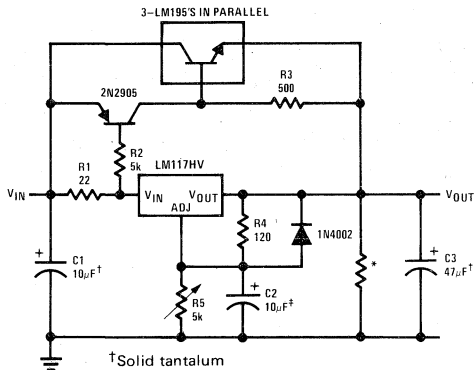 3-LM195'S IN PARALLEL
2N2905
R3
500
R2
5k
LM117HV
R1
22
VIN
VIN
VOUT
ADJ
VOUT
R4
120
1N4002
C1
10µF†
+
R5
5k
+
C2
10µF‡
*
+
C3
47µF†
†Solid tantalum